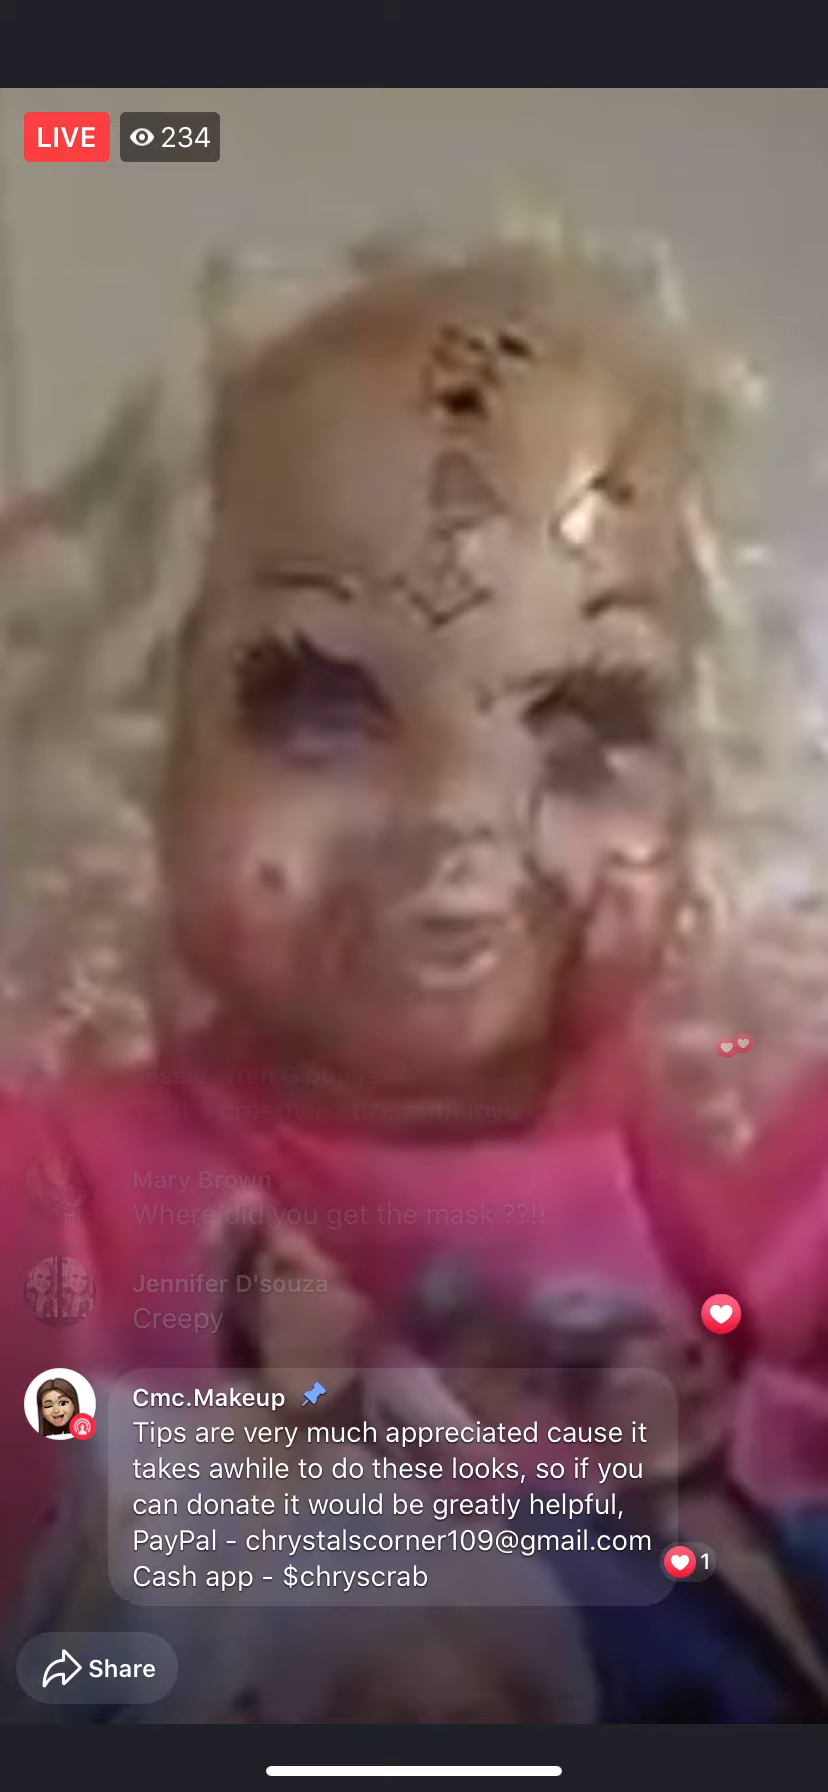 LIVE
234
Mary Brown
Where did you get the mask ??!!
Jennifer D'souza
Creepy
Cmc.Makeup
Tips are very much appreciated cause it
takes awhile to do these looks, so if you
can donate it would be greatly helpful,
PayPal - chrystalscorner109@gmail.com
Cash app - $chryscrab
1
Share